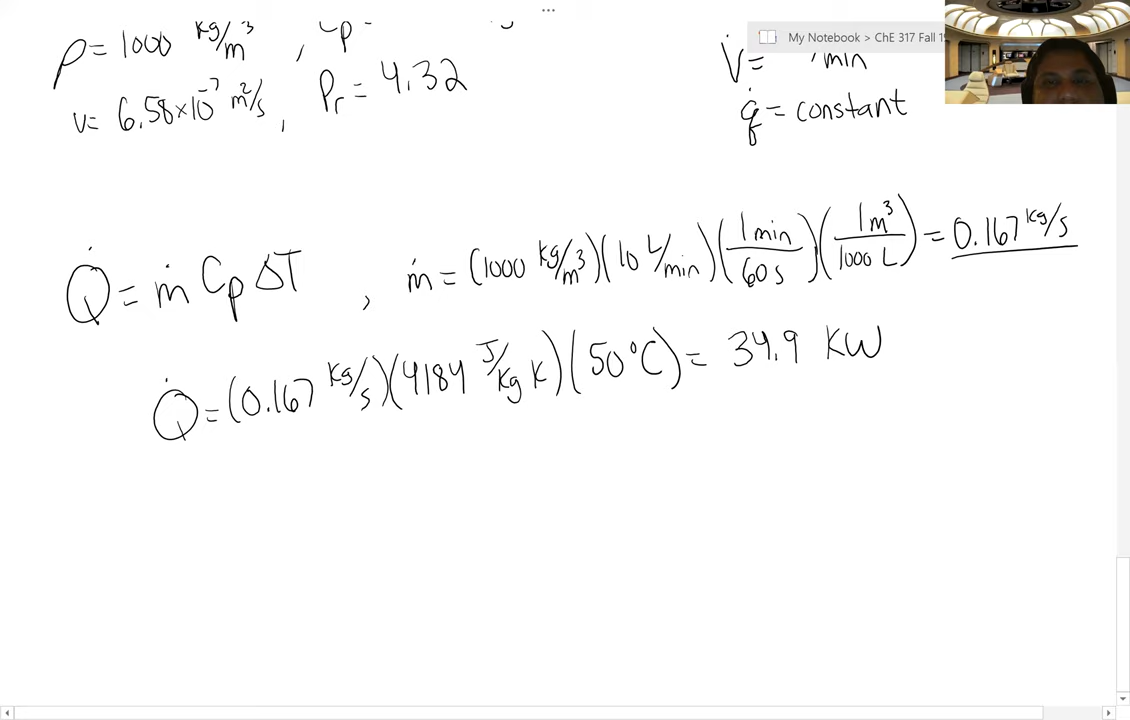 ρ = 1000 kg/m³ , Cp =
ν = 6.58×10⁻⁷ m²/s , Pr = 4.32
My Notebook > ChE 317 Fall 19
V̇ = /min
q̇ = constant
Q̇ = ṁ Cp ΔT , ṁ = (1000 kg/m³)(10 L/min)(1 min/60 s)(1 m³/1000 L) = 0.167 kg/s
Q̇ = (0.167 kg/s)(4184 J/kg K)(50°C) = 34.9 KW